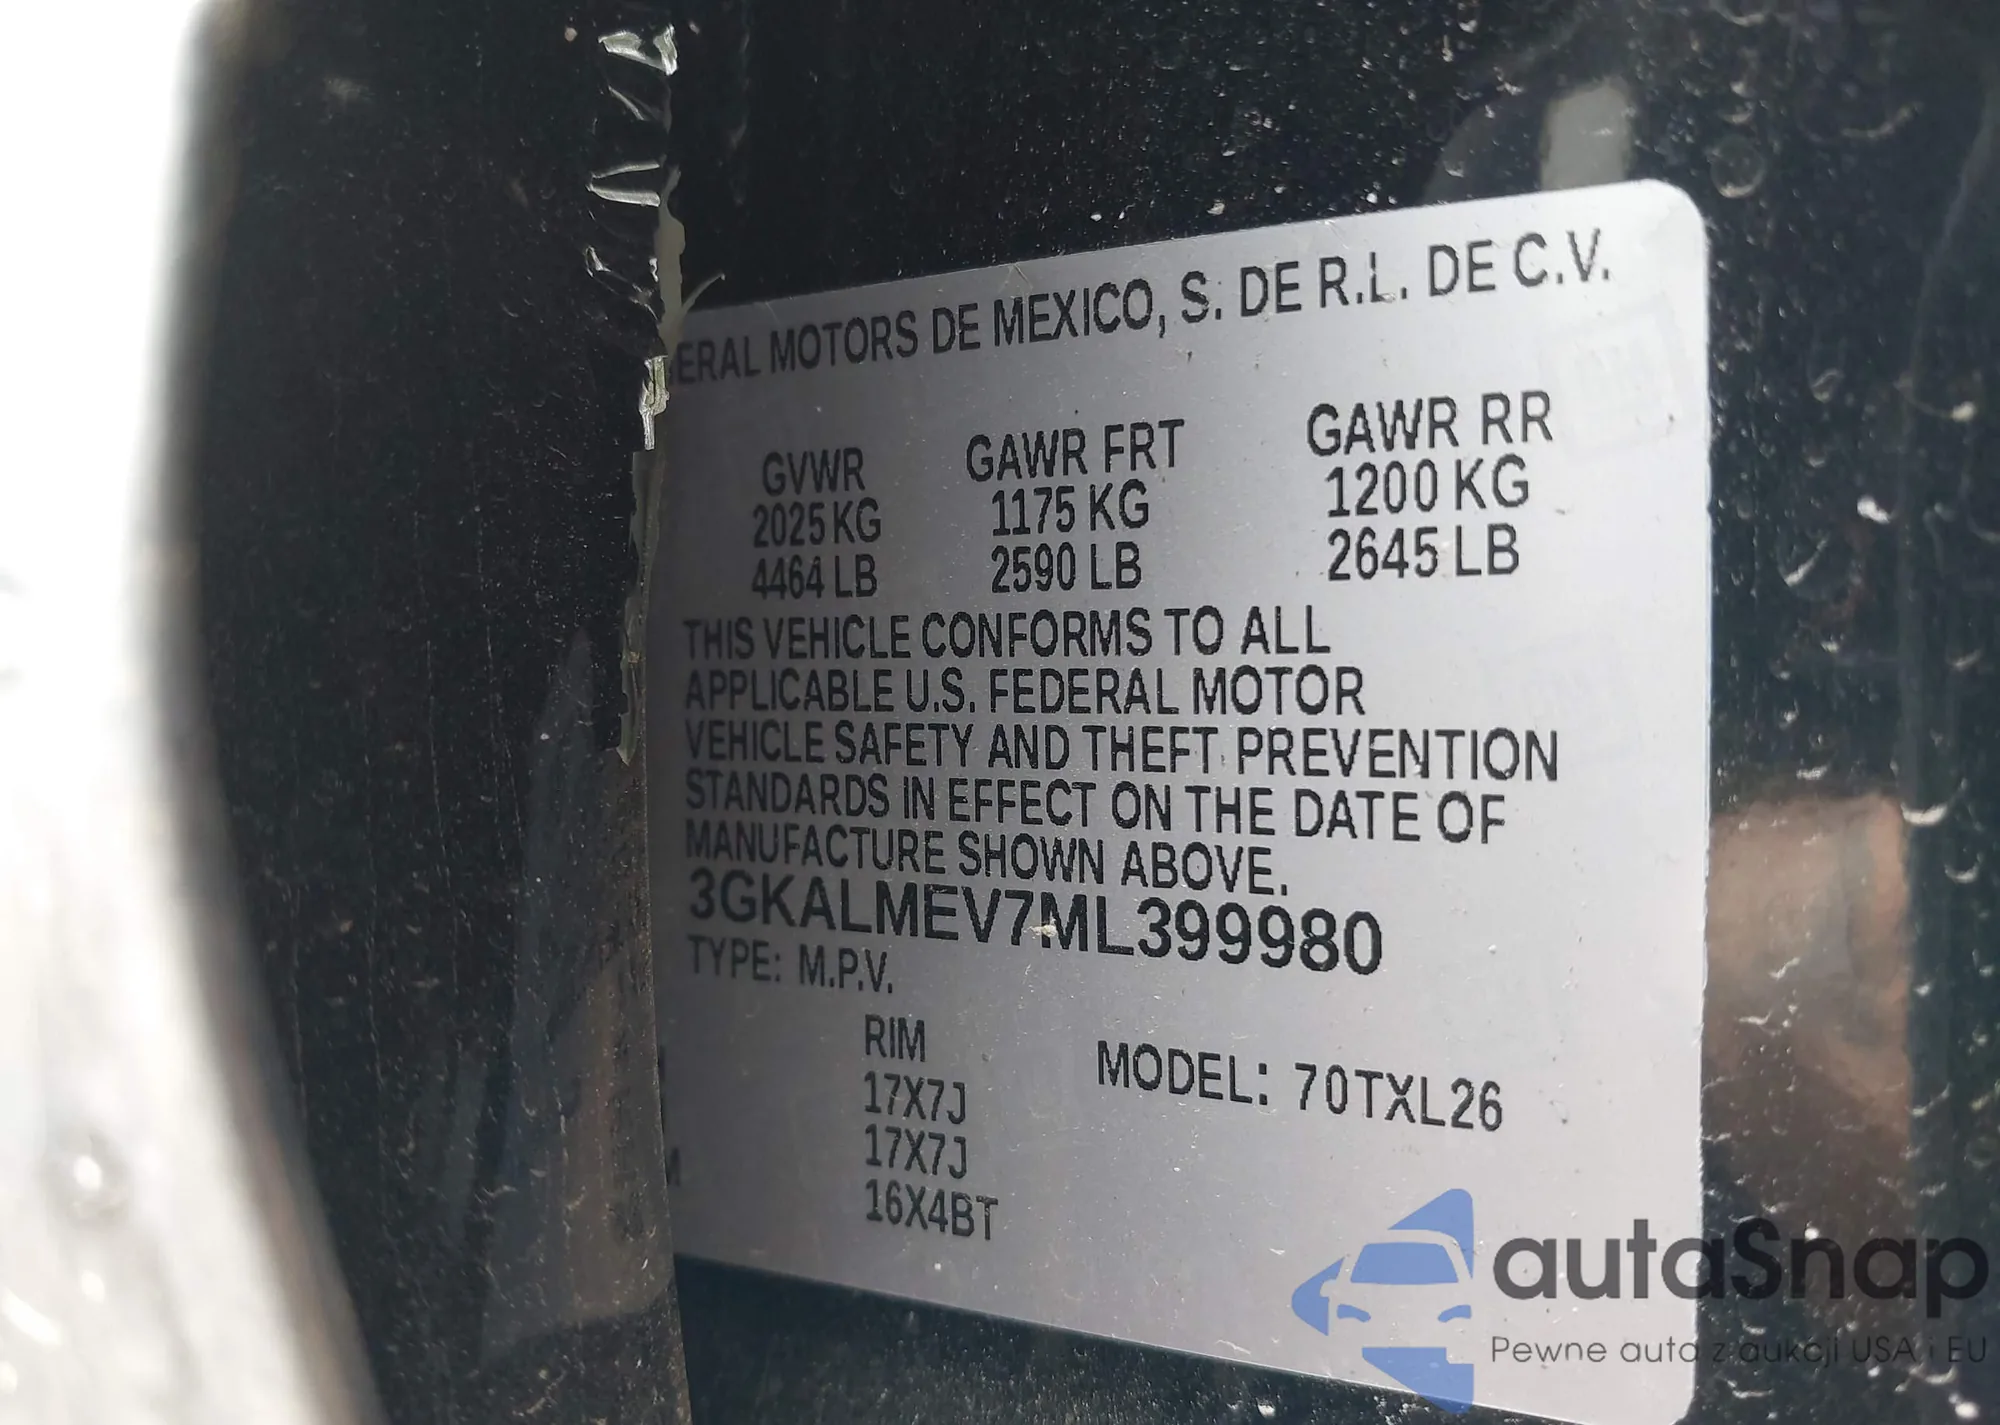 ERAL MOTORS DE MEXICO, S. DE R.L. DE C.V.
GVWR GAWR FRT GAWR RR
2025 KG 1175 KG 1200 KG
4464 LB 2590 LB 2645 LB
THIS VEHICLE CONFORMS TO ALL
APPLICABLE U.S. FEDERAL MOTOR
VEHICLE SAFETY AND THEFT PREVENTION
STANDARDS IN EFFECT ON THE DATE OF
MANUFACTURE SHOWN ABOVE.
3GKALMEV7ML399980
TYPE: M.P.V.
RIM
17X7J MODEL: 70TXL26
17X7J
16X4BT
autaSnap
Pewne auta z aukcji USA i EU